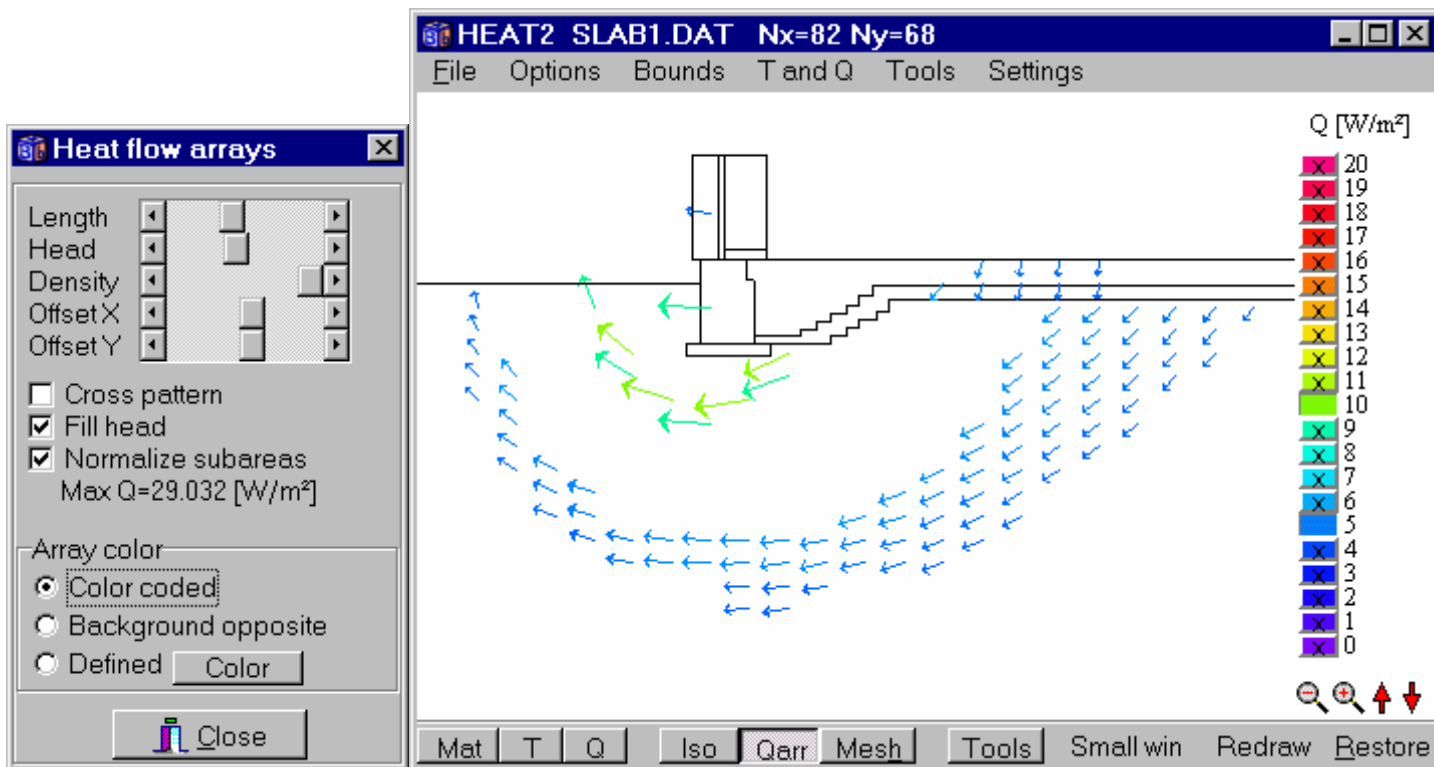 Heat flow arrays
Length
Head
Density
Offset X
Offset Y
Cross pattern
Fill head
Normalize subareas
Max Q=29.032 [W/m²]
Array color
Color coded
Background opposite
Defined Color
Close
HEAT2 SLAB1.DAT Nx=82 Ny=68
File Options Bounds T and Q Tools Settings
Q [W/m²]
x 20
x 19
x 18
x 17
x 16
x 15
x 14
x 13
x 12
x 11
10
x 9
x 8
x 7
x 6
5
x 4
x 3
x 2
x 1
x 0
Mat T Q Iso Qarr Mesh Tools Small win Redraw Restore